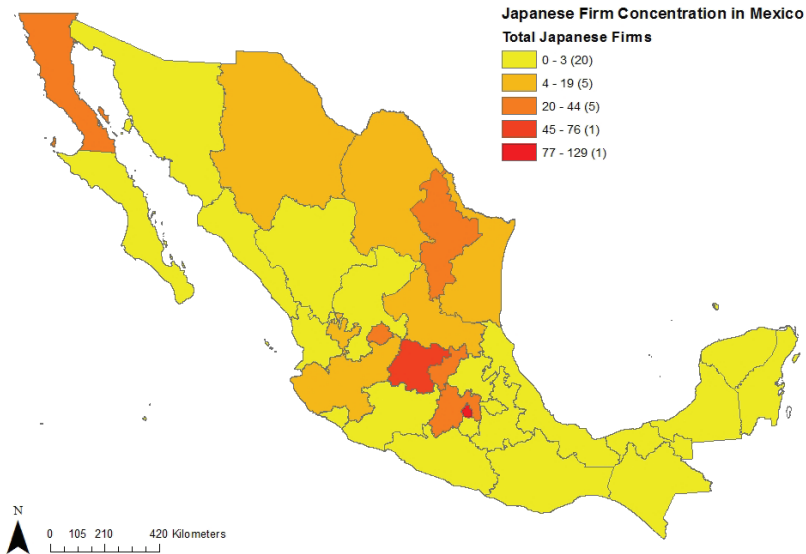 Japanese Firm Concentration in Mexico
Total Japanese Firms
0 - 3 (20)
4 - 19 (5)
20 - 44 (5)
45 - 76 (1)
77 - 129 (1)
N
0 105 210 420 Kilometers